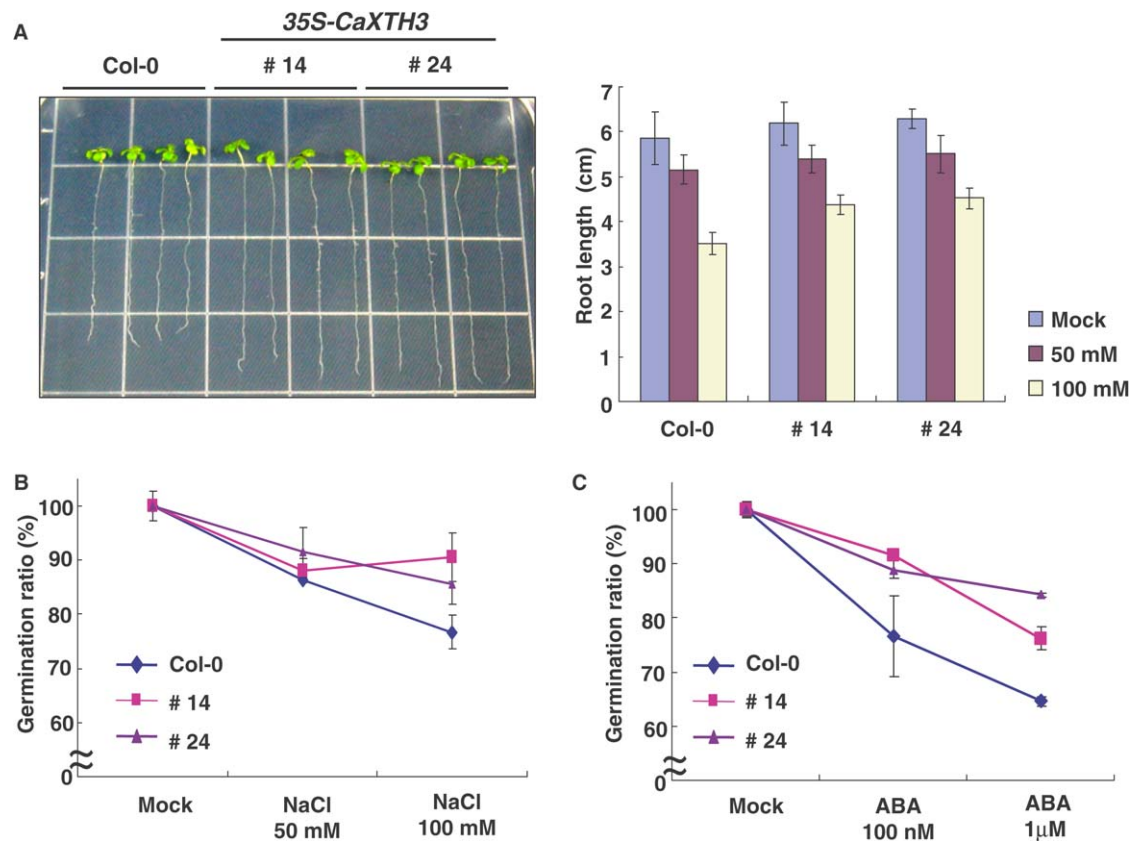 A
35S-CaXTH3
Col-0 # 14 # 24
7
6
5
4
3
2
1
0
Root length (cm)
Col-0 # 14 # 24
Mock
50 mM
100 mM
B
Germination ratio (%)
100
90
80
70
60
0
Col-0
# 14
# 24
Mock NaCl NaCl
50 mM 100 mM
C
Germination ratio (%)
100
90
80
70
60
0
Col-0
# 14
# 24
Mock ABA ABA
100 nM 1μM